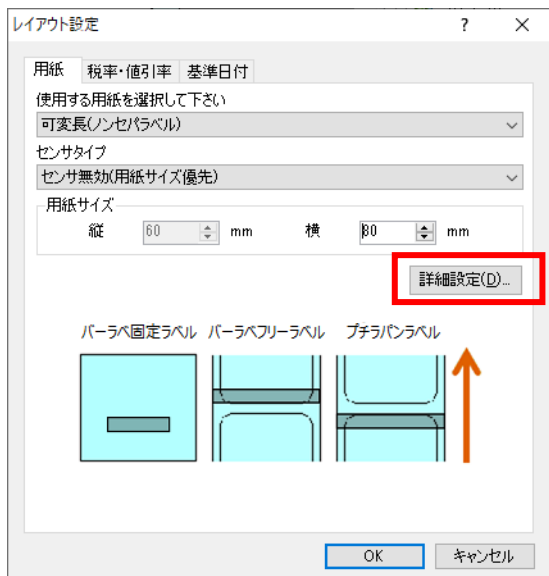 レイアウト設定 ? ×
用紙 税率・値引率 基準日付
使用する用紙を選択して下さい
可変長(ノンセパラベル)
センサタイプ
センサ無効(用紙サイズ優先)
用紙サイズ
縦 60 mm 横 80 mm
詳細設定(D)...
バーラベ固定ラベル バーラベフリーラベル プチラパンラベル
OK キャンセル